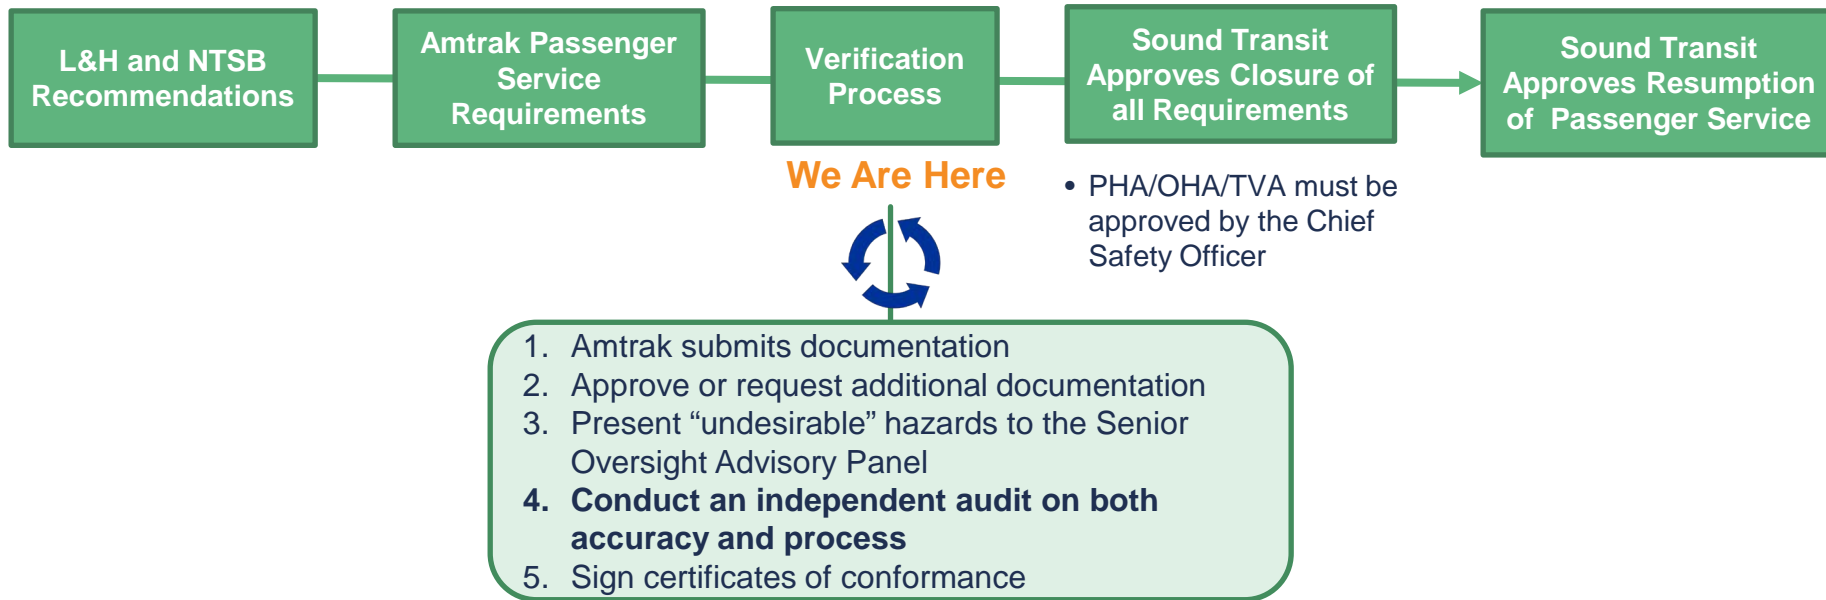 L&H and NTSB
Recommendations
Amtrak Passenger
Service
Requirements
Verification
Process
Sound Transit
Approves Closure of
all Requirements
Sound Transit
Approves Resumption
of Passenger Service
We Are Here
• PHA/OHA/TVA must be
approved by the Chief
Safety Officer
1. Amtrak submits documentation
2. Approve or request additional documentation
3. Present “undesirable” hazards to the Senior
Oversight Advisory Panel
4. Conduct an independent audit on both
accuracy and process
5. Sign certificates of conformance